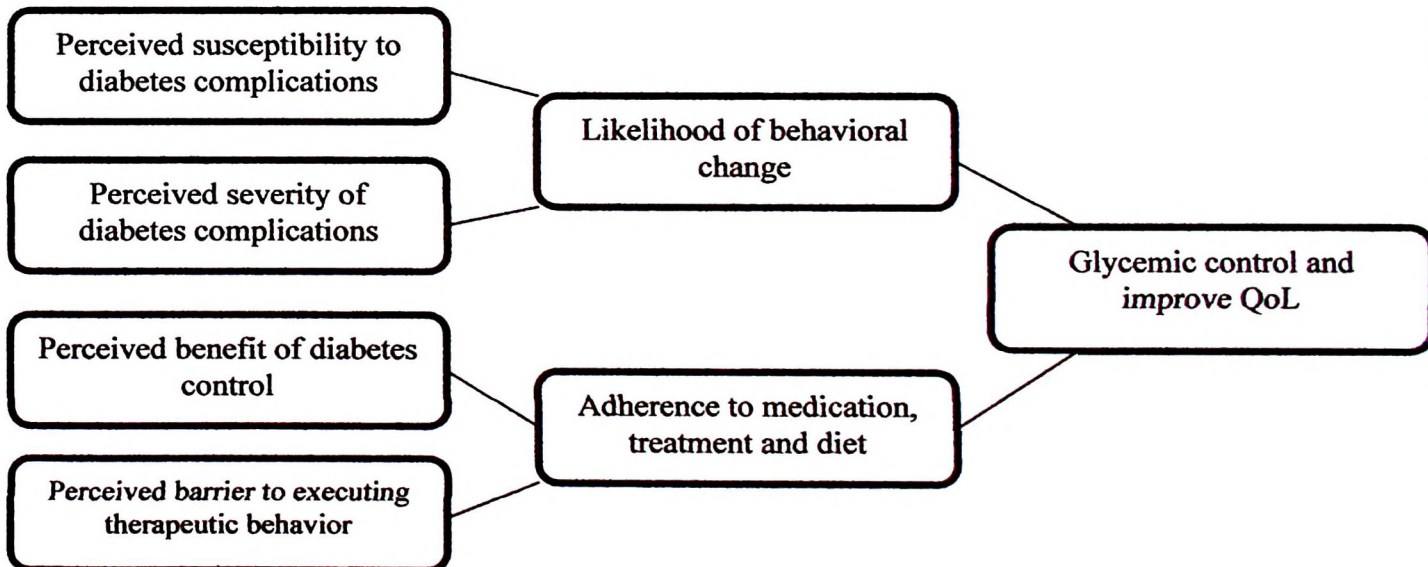 Perceived susceptibility to
diabetes complications
Perceived severity of
diabetes complications
Perceived benefit of diabetes
control
Perceived barrier to executing
therapeutic behavior
Likelihood of behavioral
change
Adherence to medication,
treatment and diet
Glycemic control and
improve QoL